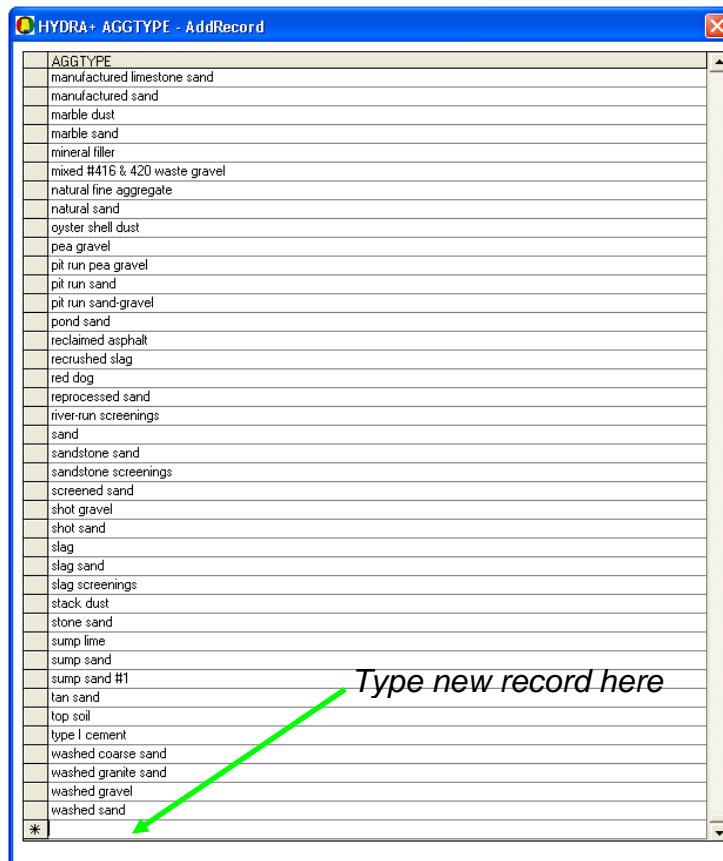 HYDRA+ AGGTYPE - AddRecord
AGGTYPE
manufactured limestone sand
manufactured sand
marble dust
marble sand
mineral filler
mixed #416 & 420 waste gravel
natural fine aggregate
natural sand
oyster shell dust
pea gravel
pit run pea gravel
pit run sand
pit run sand-gravel
pond sand
reclaimed asphalt
recrushed slag
red dog
reprocessed sand
river-run screenings
sand
sandstone sand
sandstone screenings
screened sand
shot gravel
shot sand
slag
slag sand
slag screenings
stack dust
stone sand
sump lime
sump sand
sump sand #1
Type new record here
tan sand
top soil
type I cement
washed coarse sand
washed granite sand
washed gravel
washed sand
*